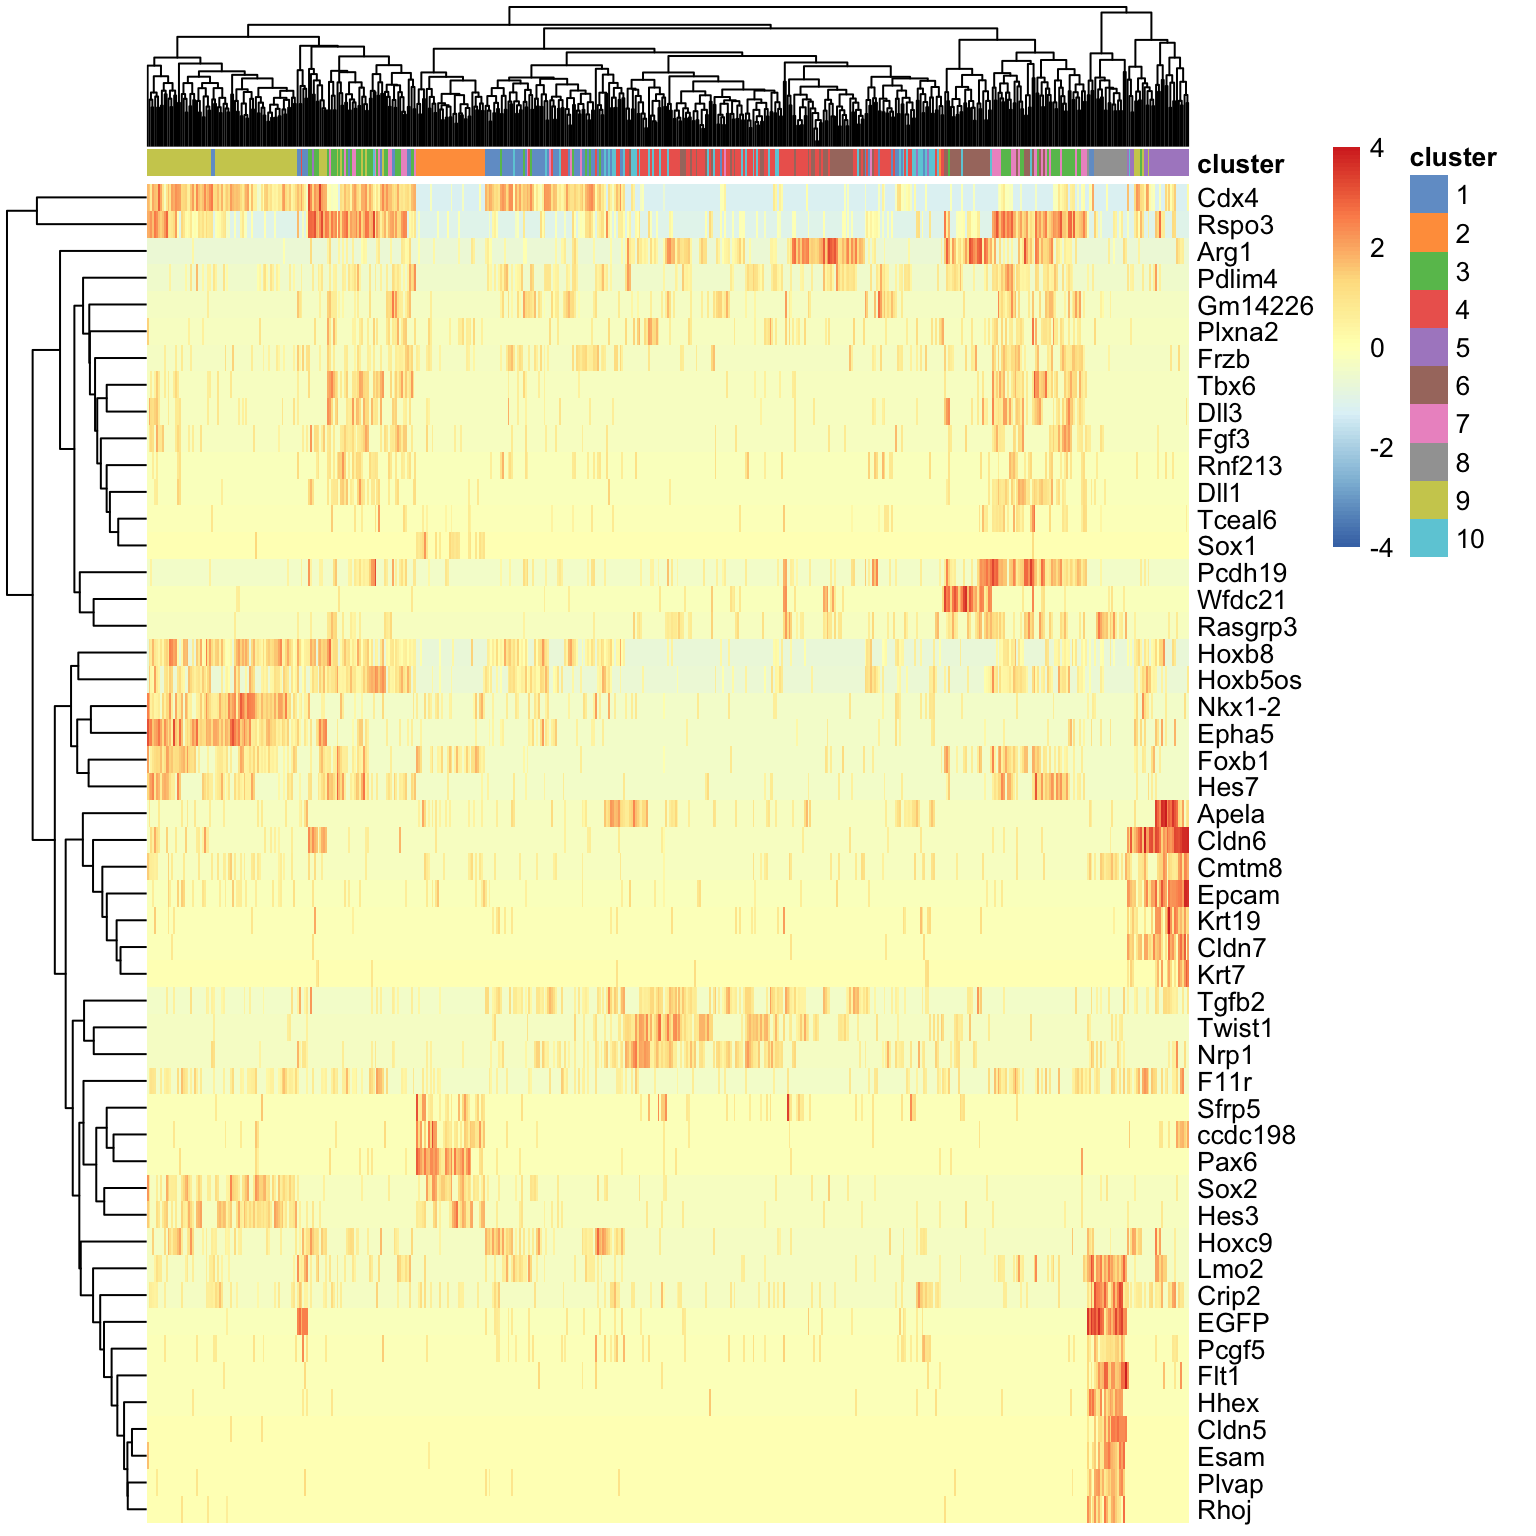 cluster
Cdx4
Rspo3
Arg1
Pdlim4
Gm14226
Plxna2
Frzb
Tbx6
Dll3
Fgf3
Rnf213
Dll1
Tceal6
Sox1
Pcdh19
Wfdc21
Rasgrp3
Hoxb8
Hoxb5os
Nkx1-2
Epha5
Foxb1
Hes7
Apela
Cldn6
Cmtm8
Epcam
Krt19
Cldn7
Krt7
Tgfb2
Twist1
Nrp1
F11r
Sfrp5
ccdc198
Pax6
Sox2
Hes3
Hoxc9
Lmo2
Crip2
EGFP
Pcgf5
Flt1
Hhex
Cldn5
Esam
Plvap
Rhoj
4
2
0
-2
-4
cluster
1
2
3
4
5
6
7
8
9
10